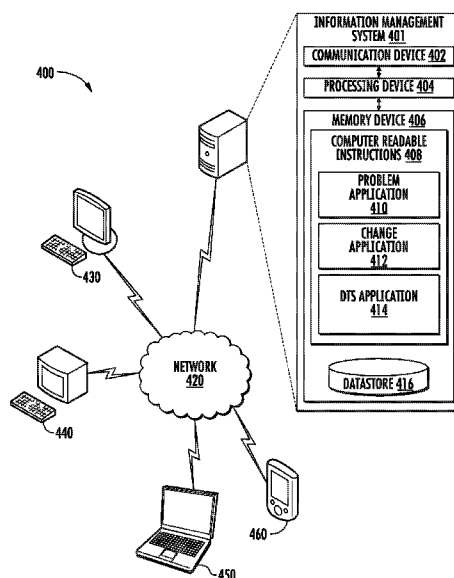 400
INFORMATION MANAGEMENT
SYSTEM 401
COMMUNICATION DEVICE 402
PROCESSING DEVICE 404
MEMORY DEVICE 406
COMPUTER READABLE
INSTRUCTIONS 408
PROBLEM
APPLICATION
410
CHANGE
APPLICATION
412
DTS APPLICATION
414
DATASTORE 416
430
NETWORK
420
440
450
460